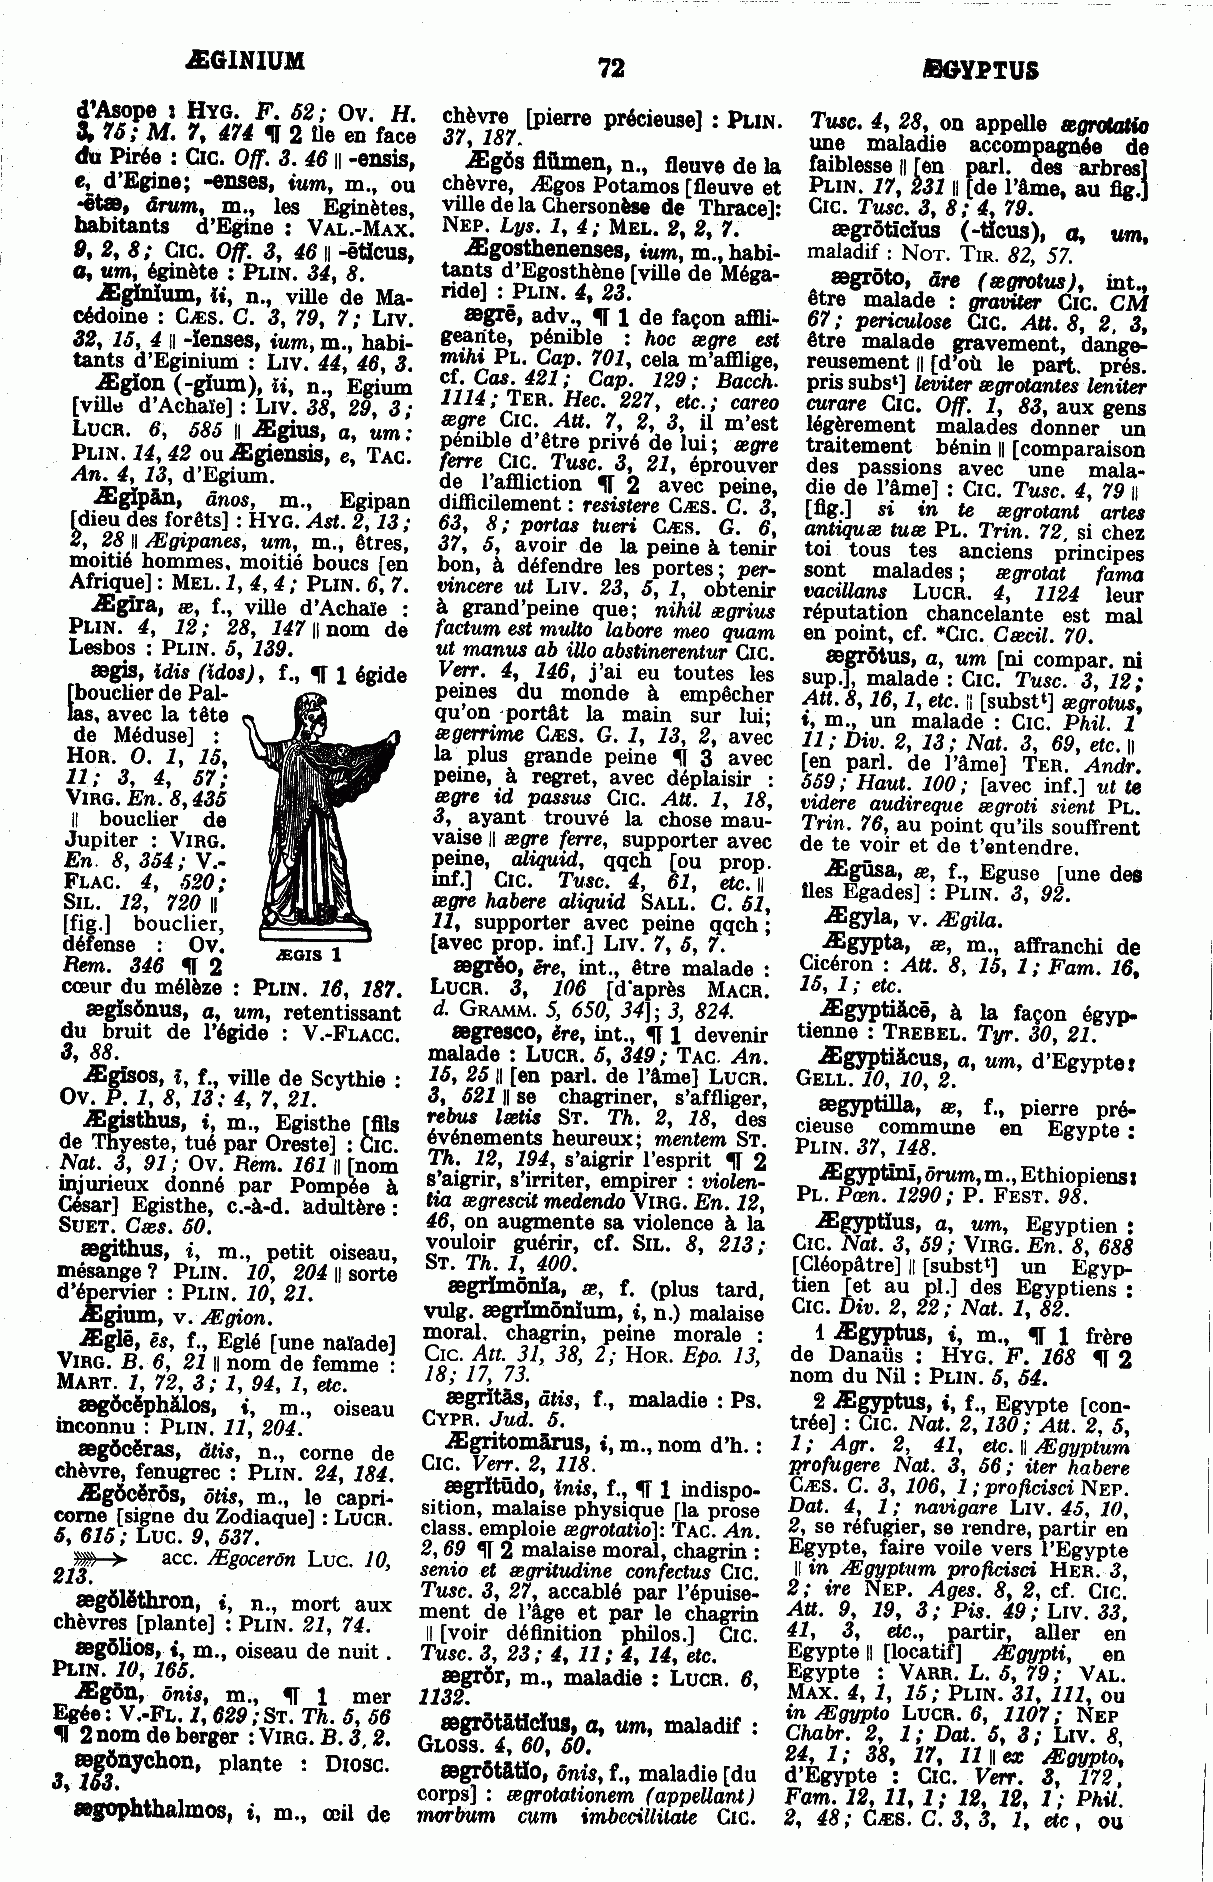 ÆGINIUM
72
ÆGYPTUS
d'Asope : HYG. F. 52; OV. H.
3, 75; M. 7, 474 ¶ 2 île en face
du Pirée : CIC. Off. 3. 46 || -ensis,
e, d'Egine; -enses, ium, m., ou
-ētæ, ārum, m., les Eginètes,
habitants d'Egine : VAL.-MAX.
9, 2, 8; CIC. Off. 3, 46 || -ēticus,
a, um, éginète : PLIN. 34, 8.
Ægĭnĭum, ĭi, n., ville de Ma-
cédoine : CÆS. C. 3, 79, 7; LIV.
32, 15, 4 || -ĭenses, ium, m., habi-
tants d'Eginium : LIV. 44, 46, 3.
Ægĭon (-gĭum), ĭi, n., Egium
[ville d'Achaïe] : LIV. 38, 29, 3;
LUCR. 6, 585 || Ægius, a, um :
PLIN. 14, 42 ou Ægiensis, e, TAC.
An. 4, 13, d'Egium.
Ægĭpān, ānos, m., Egipan
[dieu des forêts] : HYG. Ast. 2, 13;
2, 28 || Ægipanes, um, m., êtres,
moitié hommes, moitié boucs [en
Afrique] : MEL. 1, 4, 4; PLIN. 6, 7.
Ægīra, æ, f., ville d'Achaïe :
PLIN. 4, 12; 28, 147 || nom de
Lesbos : PLIN. 5, 139.
ægis, ĭdis (ĭdos), f., ¶ 1 égide
[bouclier de Pal-
las, avec la tête
de Méduse] :
HOR. O. 1, 15,
11; 3, 4, 57;
VIRG. En. 8, 435
|| bouclier de
Jupiter : VIRG.
En. 8, 354; V.-
FLAC. 4, 520;
SIL. 12, 720 ||
[fig.] bouclier,
défense : OV.
Rem. 346 ¶ 2
ÆGIS 1
cœur du mélèze : PLIN. 16, 187.
ægĭsŏnus, a, um, retentissant
du bruit de l'égide : V.-FLACC.
3, 88.
Ægĭsos, ī, f., ville de Scythie :
OV. P. 1, 8, 13; 4, 7, 21.
Ægisthus, i, m., Egisthe [fils
de Thyeste, tué par Oreste] : CIC.
Nat. 3, 91; OV. Rem. 161 || [nom
injurieux donné par Pompée à
César] Egisthe, c.-à-d. adultère :
SUET. Cæs. 50.
ægithus, i, m., petit oiseau,
mésange ? PLIN. 10, 204 || sorte
d'épervier : PLIN. 10, 21.
Ægium, v. Ægion.
Æglē, ēs, f., Eglé [une naïade]
VIRG. B. 6, 21 || nom de femme :
MART. 1, 72, 3; 1, 94, 1, etc.
ægŏcĕphălos, i, m., oiseau
inconnu : PLIN. 11, 204.
ægŏcĕras, ătis, n., corne de
chèvre, fenugrec : PLIN. 24, 184.
Ægŏcĕrōs, ōtis, m., le capri-
corne [signe du Zodiaque] : LUCR.
5, 615; LUC. 9, 537.
acc. Ægocerōn LUC. 10,
213.
ægŏlĕthron, i, n., mort aux
chèvres [plante] : PLIN. 21, 74.
ægōlios, i, m., oiseau de nuit.
PLIN. 10, 165.
Ægōn, ōnis, m., ¶ 1 mer
Egée : V.-FL. 1, 629; ST. Th. 5, 56
¶ 2 nom de berger : VIRG. B. 3, 2.
ægŏnychon, plante : DIOSC.
3, 153.
ægophthalmos, i, m., œil de
chèvre [pierre précieuse] : PLIN.
37, 187.
Ægŏs flūmen, n., fleuve de la
chèvre, Ægos Potamos [fleuve et
ville de la Chersonèse de Thrace] :
NEP. Lys. 1, 4; MEL. 2, 2, 7.
Ægosthenenses, ium, m., habi-
tants d'Egosthène [ville de Méga-
ride] : PLIN. 4, 23.
ægrē, adv., ¶ 1 de façon affli-
geante, pénible : hoc ægre est
mihi PL. Cap. 701, cela m'afflige,
cf. Cas. 421; Cap. 129; Bacch.
1114; TER. Hec. 227, etc.; careo
ægre CIC. Att. 7, 2, 3, il m'est
pénible d'être privé de lui; ægre
ferre CIC. Tusc. 3, 21, éprouver
de l'affliction ¶ 2 avec peine,
difficilement : resistere CÆS. C. 3,
63, 8; portas tueri CÆS. G. 6,
37, 5, avoir de la peine à tenir
bon, à défendre les portes; per-
vincere ut LIV. 23, 5, 1, obtenir
à grand'peine que; nihil ægrius
factum est multo labore meo quam
ut manus ab illo abstinerentur CIC.
Verr. 4, 146, j'ai eu toutes les
peines du monde à empêcher
qu'on portât la main sur lui;
ægerrime CÆS. G. 1, 13, 2, avec
la plus grande peine ¶ 3 avec
peine, à regret, avec déplaisir :
ægre id passus CIC. Att. 1, 18,
3, ayant trouvé la chose mau-
vaise || ægre ferre, supporter avec
peine, aliquid, qqch [ou prop.
inf.] CIC. Tusc. 4, 61, etc. ||
ægre habere aliquid SALL. C. 51,
11, supporter avec peine qqch;
[avec prop. inf.] LIV. 7, 5, 7.
ægrĕo, ēre, int., être malade :
LUCR. 3, 106 [d'après MACR.
d. GRAMM. 5, 650, 34]; 3, 824.
ægresco, ĕre, int., ¶ 1 devenir
malade : LUCR. 5, 349; TAC. An.
15, 25 || [en parl. de l'âme] LUCR.
3, 521 || se chagriner, s'affliger,
rebus lætis ST. Th. 2, 18, des
événements heureux; mentem ST.
Th. 12, 194, s'aigrir l'esprit ¶ 2
s'aigrir, s'irriter, empirer : violen-
tia ægrescit medendo VIRG. En. 12,
46, on augmente sa violence à la
vouloir guérir, cf. SIL. 8, 213;
ST. Th. 1, 400.
ægrĭmōnĭa, æ, f. (plus tard,
vulg. ægrĭmōnĭum, i, n.) malaise
moral, chagrin, peine morale :
CIC. Att. 31, 38, 2; HOR. Epo. 13,
18; 17, 73.
ægrĭtās, ātis, f., maladie : PS.
CYPR. Jud. 5.
Ægritomārus, i, m., nom d'h. :
CIC. Verr. 2, 118.
ægrĭtūdo, inis, f., ¶ 1 indispo-
sition, malaise physique [la prose
class. emploie ægrotatio] : TAC. An.
2, 69 ¶ 2 malaise moral, chagrin :
senio et ægritudine confectus CIC.
Tusc. 3, 27, accablé par l'épuise-
ment de l'âge et par le chagrin
|| [voir définition philos.] CIC.
Tusc. 3, 23; 4, 11; 4, 14, etc.
ægrŏr, m., maladie : LUCR. 6,
1132.
ægrōtātĭcĭus, a, um, maladif :
GLOSS. 4, 60, 50.
ægrōtātĭo, ōnis, f., maladie [du
corps] : ægrotationem (appellant)
morbum cum imbecillitate CIC.
Tusc. 4, 28, on appelle ægrotatio
une maladie accompagnée de
faiblesse || [en parl. des arbres]
PLIN. 17, 231 || [de l'âme, au fig.]
CIC. Tusc. 3, 8; 4, 79.
ægrōticĭus (-tĭcus), a, um,
maladif : NOT. TIR. 82, 57.
ægrōto, āre (ægrotus), int.,
être malade : graviter CIC. CM
67; periculose CIC. Att. 8, 2, 3,
être malade gravement, dange-
reusement || [d'où le part. prés.
pris subst] leviter ægrotantes leniter
curare CIC. Off. 1, 83, aux gens
légèrement malades donner un
traitement bénin || [comparaison
des passions avec une mala-
die de l'âme] : CIC. Tusc. 4, 79 ||
[fig.] si in te ægrotant artes
antiquæ tuæ PL. Trin. 72, si chez
toi tous tes anciens principes
sont malades; ægrotat fama
vacillans LUCR. 4, 1124 leur
réputation chancelante est mal
en point, cf. *CIC. Cæcil. 70.
ægrōtus, a, um [ni compar. ni
sup.], malade : CIC. Tusc. 3, 12;
Att. 8, 16, 1, etc. || [subst] ægrotus,
i, m., un malade : CIC. Phil. 1
11; Div. 2, 13; Nat. 3, 69, etc. ||
[en parl. de l'âme] TER. Andr.
559; Haut. 100; [avec inf.] ut te
videre audireque ægroti sient PL.
Trin. 76, au point qu'ils souffrent
de te voir et de t'entendre.
Ægūsa, æ, f., Eguse [une des
îles Egades] : PLIN. 3, 92.
Ægyla, v. Ægila.
Ægypta, æ, m., affranchi de
Cicéron : Att. 8, 15, 1; Fam. 16,
15, 1; etc.
Ægyptiăcē, à la façon égyp-
tienne : TREBEL. Tyr. 30, 21.
Ægyptiăcus, a, um, d'Egypte :
GELL. 10, 10, 2.
ægyptilla, æ, f., pierre pré-
cieuse commune en Egypte :
PLIN. 37, 148.
Ægyptīnī, ōrum, m., Ethiopiens :
PL. Pœn. 1290; P. FEST. 98.
Ægyptĭus, a, um, Egyptien :
CIC. Nat. 3, 59; VIRG. En. 8, 688
[Cléopâtre] || [subst] un Egyp-
tien [et au pl.] des Egyptiens :
CIC. Div. 2, 22; Nat. 1, 82.
1 Ægyptus, i, m., ¶ 1 frère
de Danaüs : HYG. F. 168 ¶ 2
nom du Nil : PLIN. 5, 54.
2 Ægyptus, i, f., Egypte [con-
trée] : CIC. Nat. 2, 130; Att. 2, 5,
1; Agr. 2, 41, etc. || Ægyptum
profugere Nat. 3, 56; iter habere
CÆS. C. 3, 106, 1; proficisci NEP.
Dat. 4, 1; navigare LIV. 45, 10,
2, se réfugier, se rendre, partir en
Egypte, faire voile vers l'Egypte
|| in Ægyptum proficisci HER. 3,
2; ire NEP. Ages. 8, 2, cf. CIC.
Att. 9, 19, 3; Pis. 49; LIV. 33,
41, 3, etc., partir, aller en
Egypte || [locatif] Ægypti, en
Egypte : VARR. L. 5, 79; VAL.
MAX. 4, 1, 15; PLIN. 31, 111, ou
in Ægypto LUCR. 6, 1107; NEP
Chabr. 2, 1; Dat. 5, 3; LIV. 8,
24, 1; 38, 17, 11 || ex Ægypto,
d'Egypte : CIC. Verr. 3, 172,
Fam. 12, 11, 1; 12, 12, 1; Phil.
2, 48; CÆS. C. 3, 3, 1, etc, ou